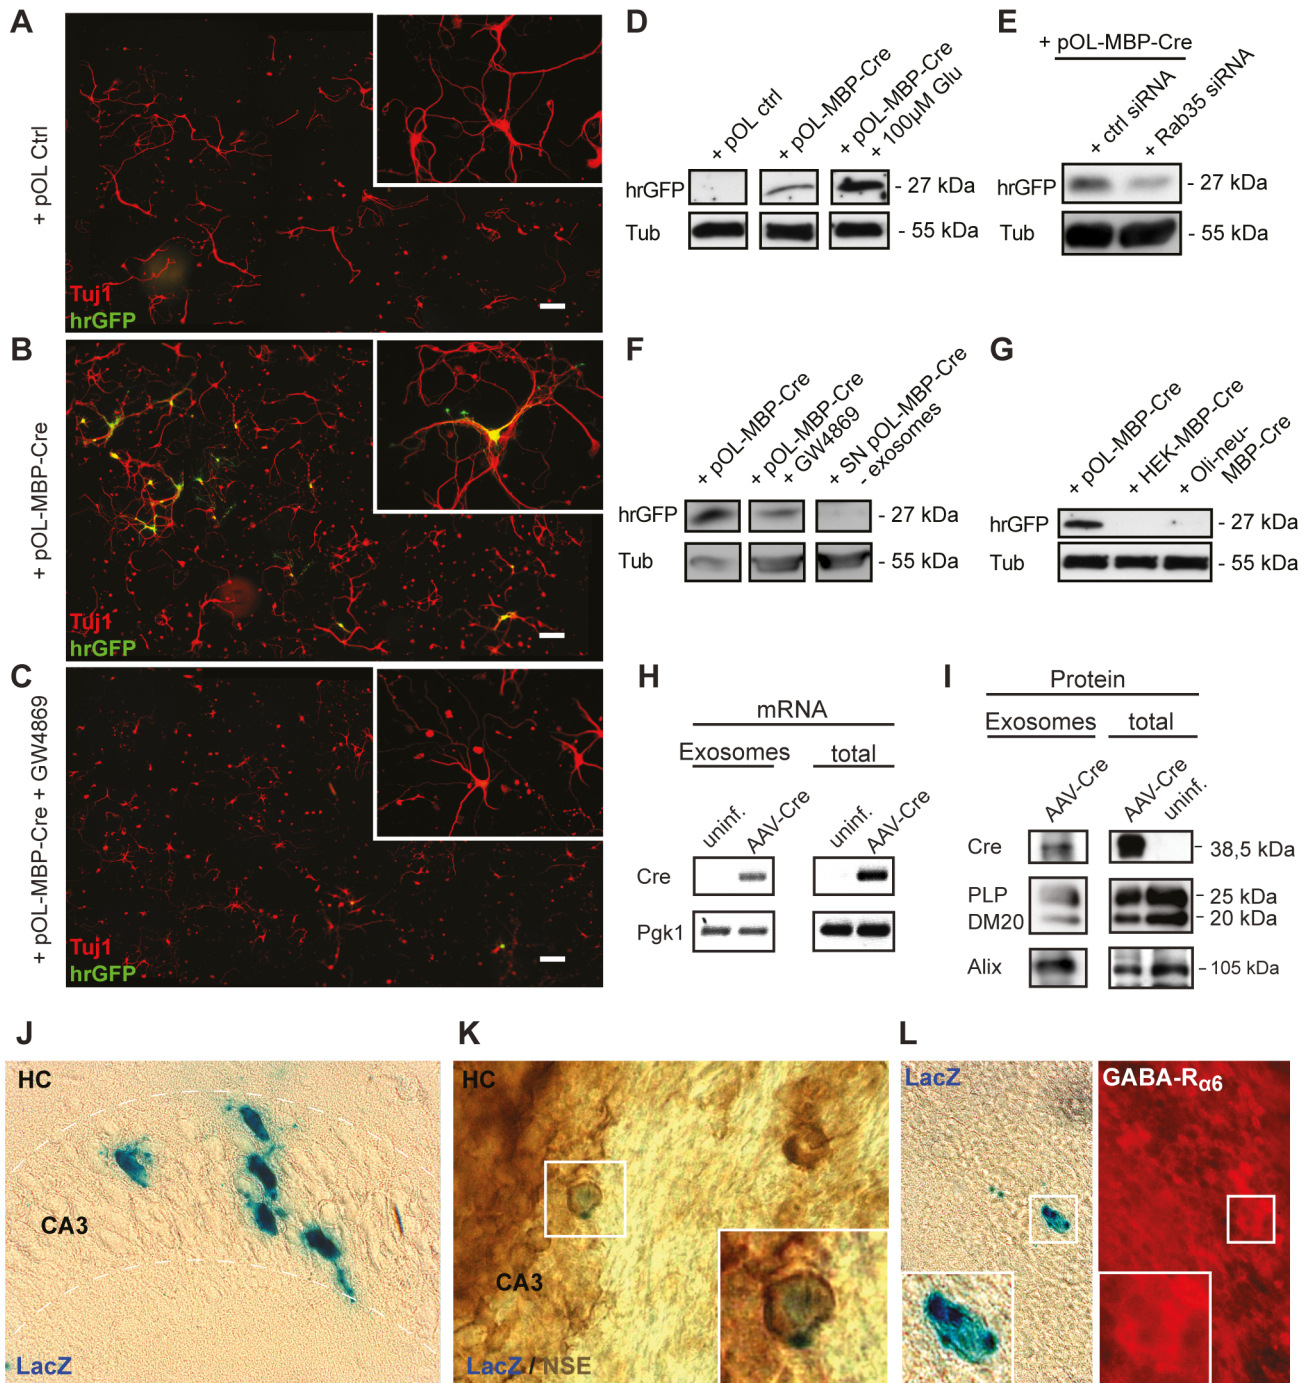 A
+ pOL Ctrl
Tuj1
hrGFP
B
+ pOL-MBP-Cre
Tuj1
hrGFP
C
+ pOL-MBP-Cre + GW4869
Tuj1
hrGFP
D
+ pOL ctrl
+ pOL-MBP-Cre
+ pOL-MBP-Cre
+ 100µM Glu
hrGFP
- 27 kDa
Tub
- 55 kDa
E
+ pOL-MBP-Cre
+ ctrl siRNA
+ Rab35 siRNA
hrGFP
- 27 kDa
Tub
- 55 kDa
F
+ pOL-MBP-Cre
+ pOL-MBP-Cre
+ GW4869
+ SN pOL-MBP-Cre
- exosomes
hrGFP
- 27 kDa
Tub
- 55 kDa
G
+ pOL-MBP-Cre
+ HEK-MBP-Cre
+ Oli-neu-
MBP-Cre
hrGFP
- 27 kDa
Tub
- 55 kDa
H
mRNA
Exosomes total
uninf.
AAV-Cre
uninf.
AAV-Cre
Cre
Pgk1
I
Protein
Exosomes total
AAV-Cre
AAV-Cre
uninf.
Cre
- 38,5 kDa
PLP
- 25 kDa
DM20
- 20 kDa
Alix
- 105 kDa
J
HC
CA3
LacZ
K
HC
CA3
LacZ / NSE
L
LacZ
GABA-Rα6